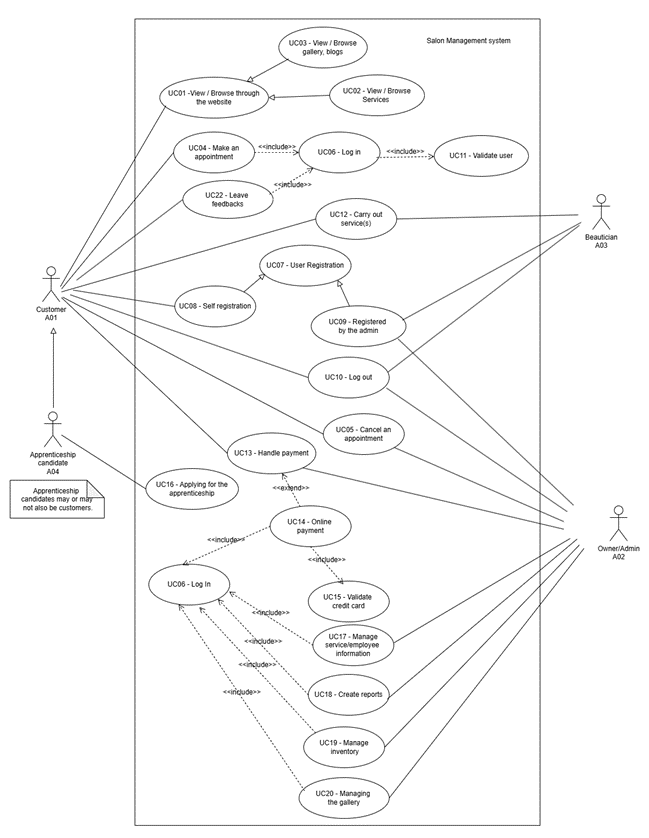 Salon Management system
UC03 - View / Browse
gallery, blogs
UC01 -View / Browse through
the website
UC02 - View / Browse
Services
UC04 - Make an
appointment
<<include>>
UC06 - Log in
<<include>>
UC11 - Validate user
<<include>>
UC22 - Leave
feedbacks
UC12 - Carry out
service(s)
Beautician
A03
UC07 - User Registration
Customer
A01
UC08 - Self registration
UC09 - Registered
by the admin
UC10 - Log out
UC05 - Cancel an
appointment
UC13 - Handle payment
Apprenticeship
candidate
A04
UC16 - Applying for the
apprenticeship
Apprenticeship
candidates may or may
not also be customers.
<<extend>>
UC14 - Online
payment
<<include>>
Owner/Admin
A02
<<include>>
UC06 - Log In
UC15 - Validate
credit card
<<include>>
UC17 - Manage
service/employee
information
<<include>>
<<include>>
UC18 - Create reports
<<include>>
UC19 - Manage
inventory
UC20 - Managing
the gallery